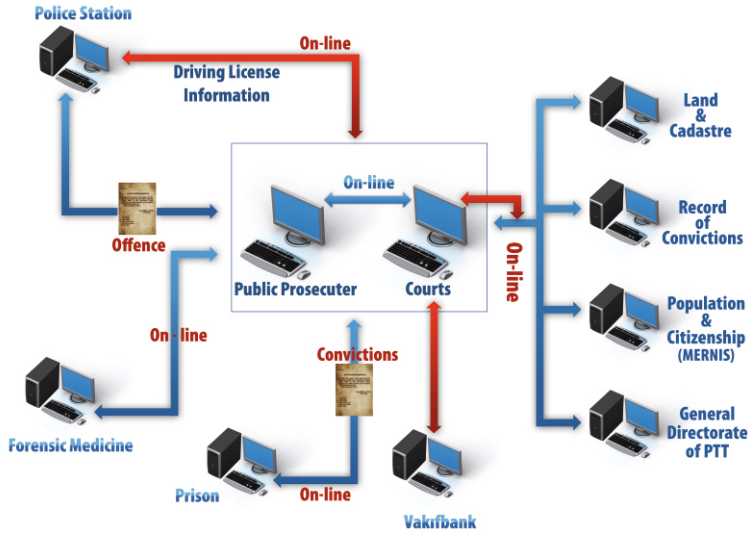 Police Station
On-line
Driving License
Information
Land
&
Cadastre
On-line
Record
of
Convictions
Offence
On-line
Public Prosecuter
Courts
Population
&
Citizenship
(MERNIS)
On - line
Convictions
General
Directorate
of PTT
Forensic Medicine
Prison
On-line
Vakıfbank